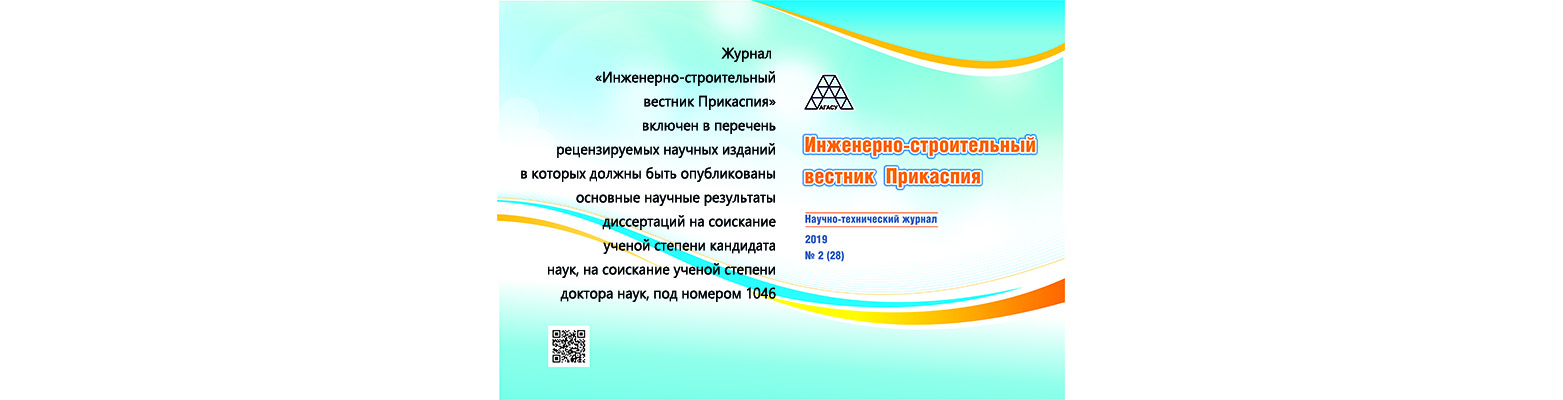 Журнал
«Инженерно-строительный
вестник Прикаспия»
включен в перечень
рецензируемых научных изданий
в которых должны быть опубликованы
основные научные результаты
диссертаций на соискание
ученой степени кандидата
наук, на соискание ученой степени
доктора наук, под номером 1046
АГАСУ
Инженерно-строительный
вестник Прикаспия
Научно-технический журнал
2019
№ 2 (28)